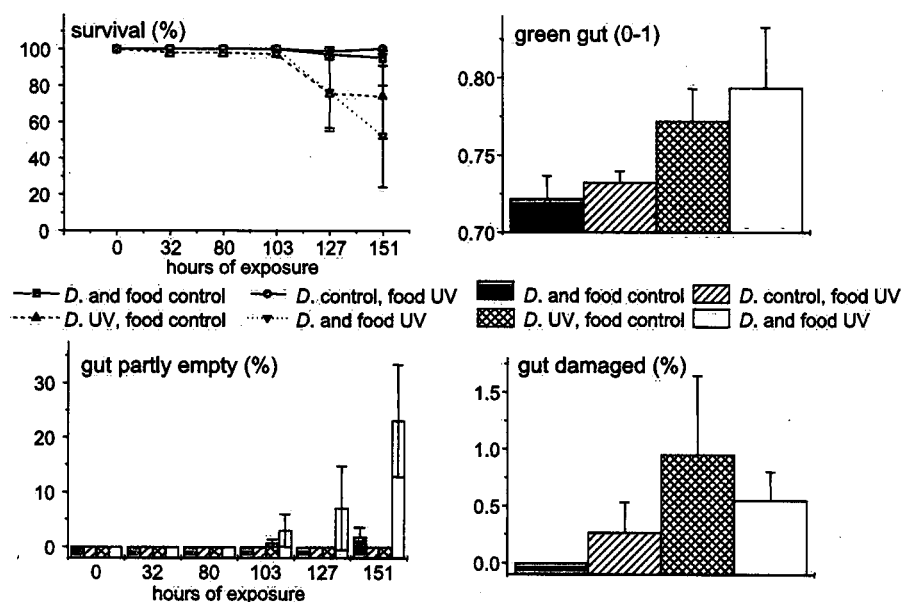 survival (%)
100
80
60
40
20
0
0 32 80 103 127 151
hours of exposure
green gut (0-1)
0.80
0.75
0.70
D. and food control
D. control, food UV
D. UV, food control
D. and food UV
D. and food control
D. control, food UV
D. UV, food control
D. and food UV
gut partly empty (%)
30
20
10
0
0 32 80 103 127 151
hours of exposure
gut damaged (%)
1.5
1.0
0.5
0.0